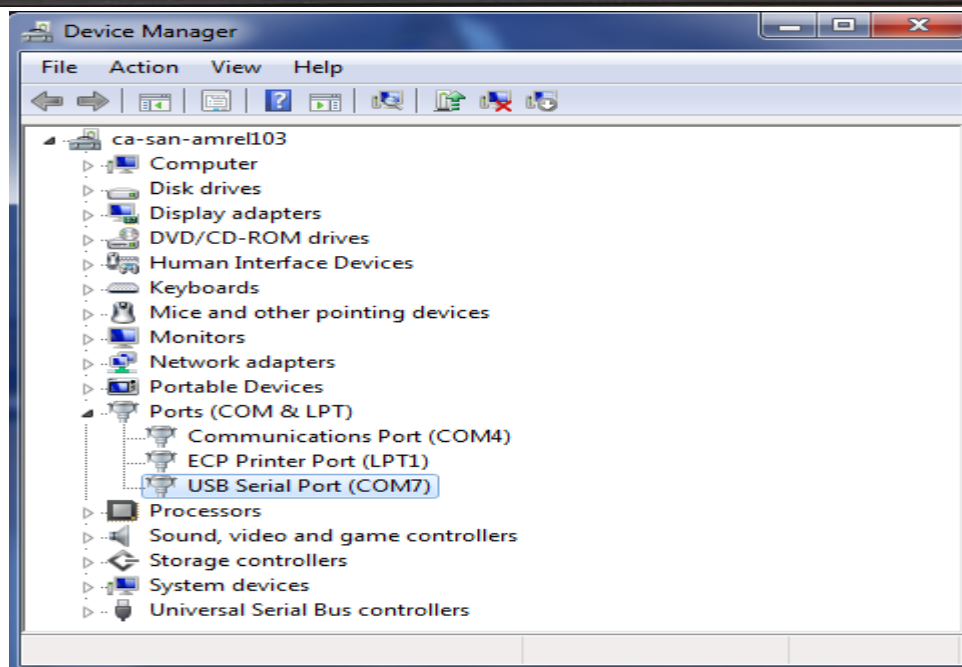 Device Manager
File Action View Help
ca-san-amrel103
Computer
Disk drives
Display adapters
DVD/CD-ROM drives
Human Interface Devices
Keyboards
Mice and other pointing devices
Monitors
Network adapters
Portable Devices
Ports (COM & LPT)
Communications Port (COM4)
ECP Printer Port (LPT1)
USB Serial Port (COM7)
Processors
Sound, video and game controllers
Storage controllers
System devices
Universal Serial Bus controllers